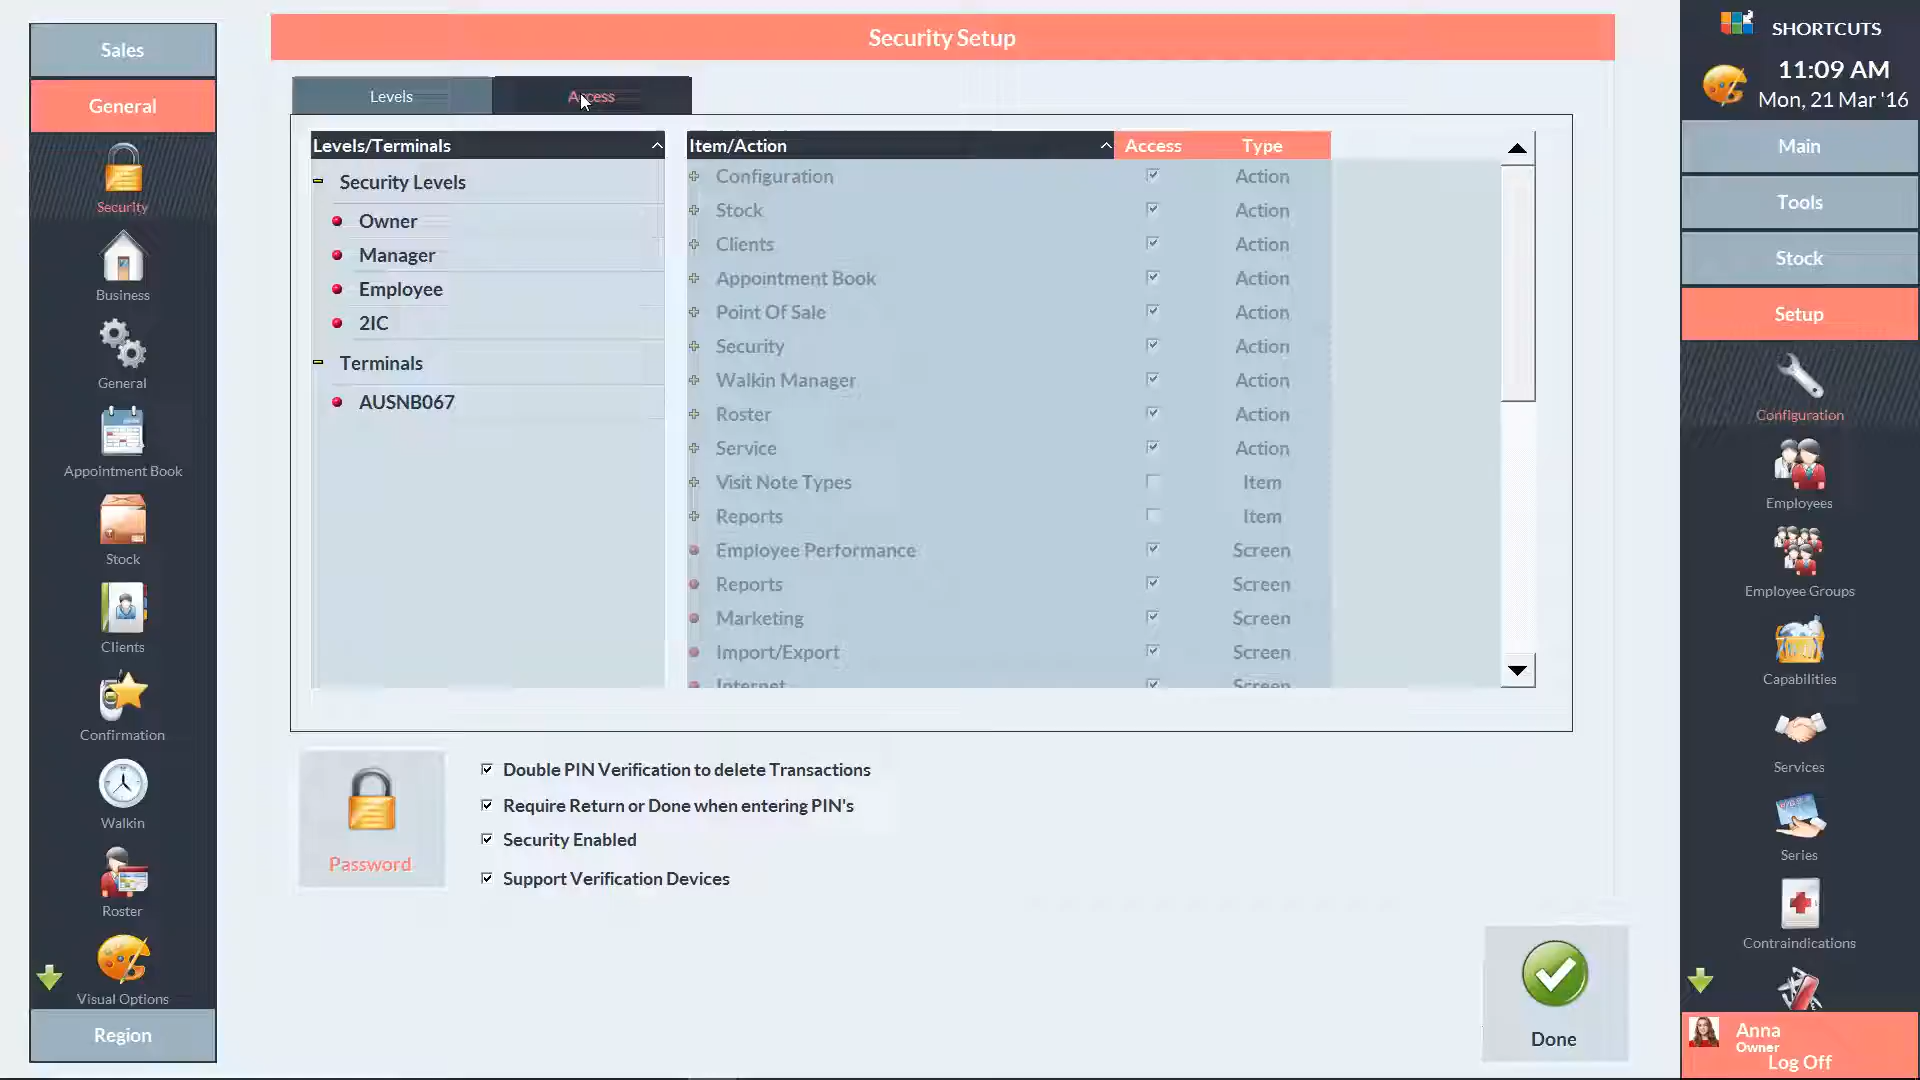 Sales
General
Security
Business
General
Appointment Book
Stock
Clients
Confirmation
Walkin
Roster
Visual Options
Region
Security Setup
Levels
Access
Levels/Terminals
Security Levels
Owner
Manager
Employee
2IC
Terminals
AUSNB067
Item/Action Access Type
Configuration Action
Stock Action
Clients Action
Appointment Book Action
Point Of Sale Action
Security Action
Walkin Manager Action
Roster Action
Service Action
Visit Note Types Item
Reports Item
Employee Performance Screen
Reports Screen
Marketing Screen
Import/Export Screen
Internet Screen
Password
Double PIN Verification to delete Transactions
Require Return or Done when entering PIN's
Security Enabled
Support Verification Devices
Done
SHORTCUTS
11:09 AM
Mon, 21 Mar '16
Main
Tools
Stock
Setup
Configuration
Employees
Employee Groups
Capabilities
Services
Series
Contraindications
Anna
Owner
Log Off